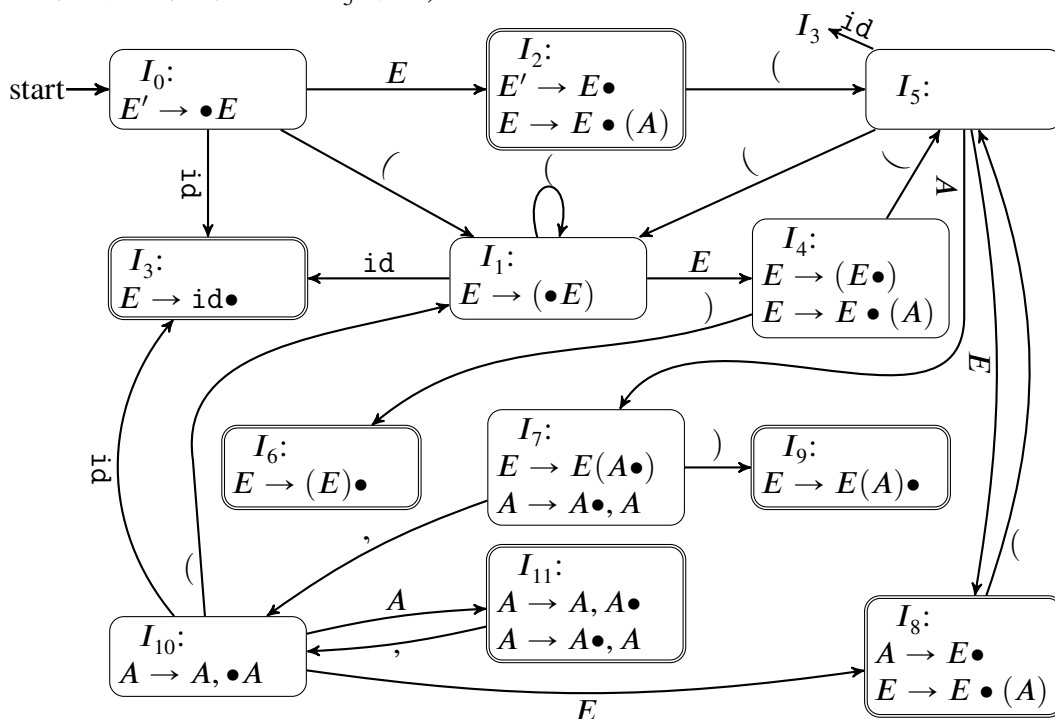 I₃
id
start
I₀:
E′ → •E
E
I₂:
E′ → E•
E → E • (A)
(
I₅:
id
(
(
(
(
A
I₃:
E → id•
id
I₁:
E → (•E)
E
I₄:
E → (E•)
E → E • (A)
)
E
id
I₆:
E → (E)•
I₇:
E → E(A•)
A → A•, A
)
I₉:
E → E(A)•
(
(
,
I₁₁:
A → A, A•
A → A•, A
A
,
I₁₀:
A → A, •A
I₈:
A → E•
E → E • (A)
E